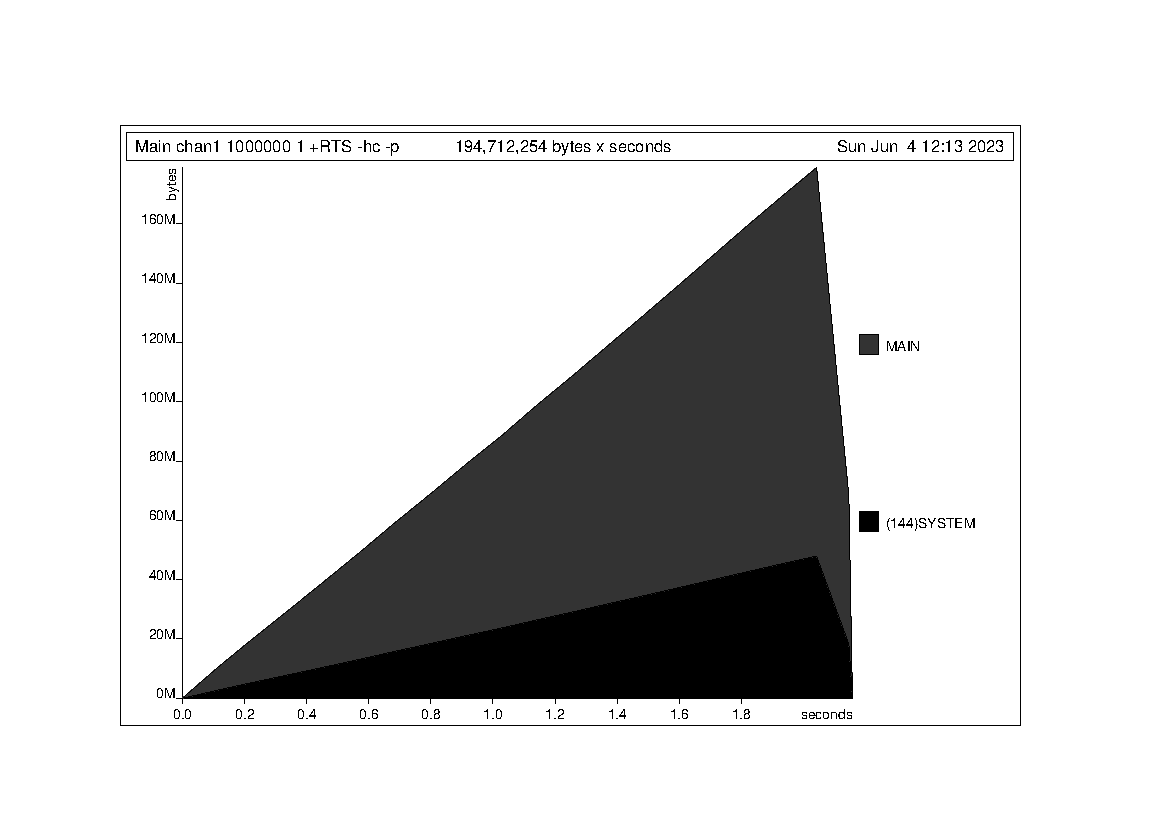 Main chan1 1000000 1 +RTS -hc -p 194,712,254 bytes x seconds Sun Jun  4 12:13 2023
bytes
160M
140M
120M
100M
80M
60M
40M
20M
0M
0.0 0.2 0.4 0.6 0.8 1.0 1.2 1.4 1.6 1.8 seconds
MAIN
(144)SYSTEM